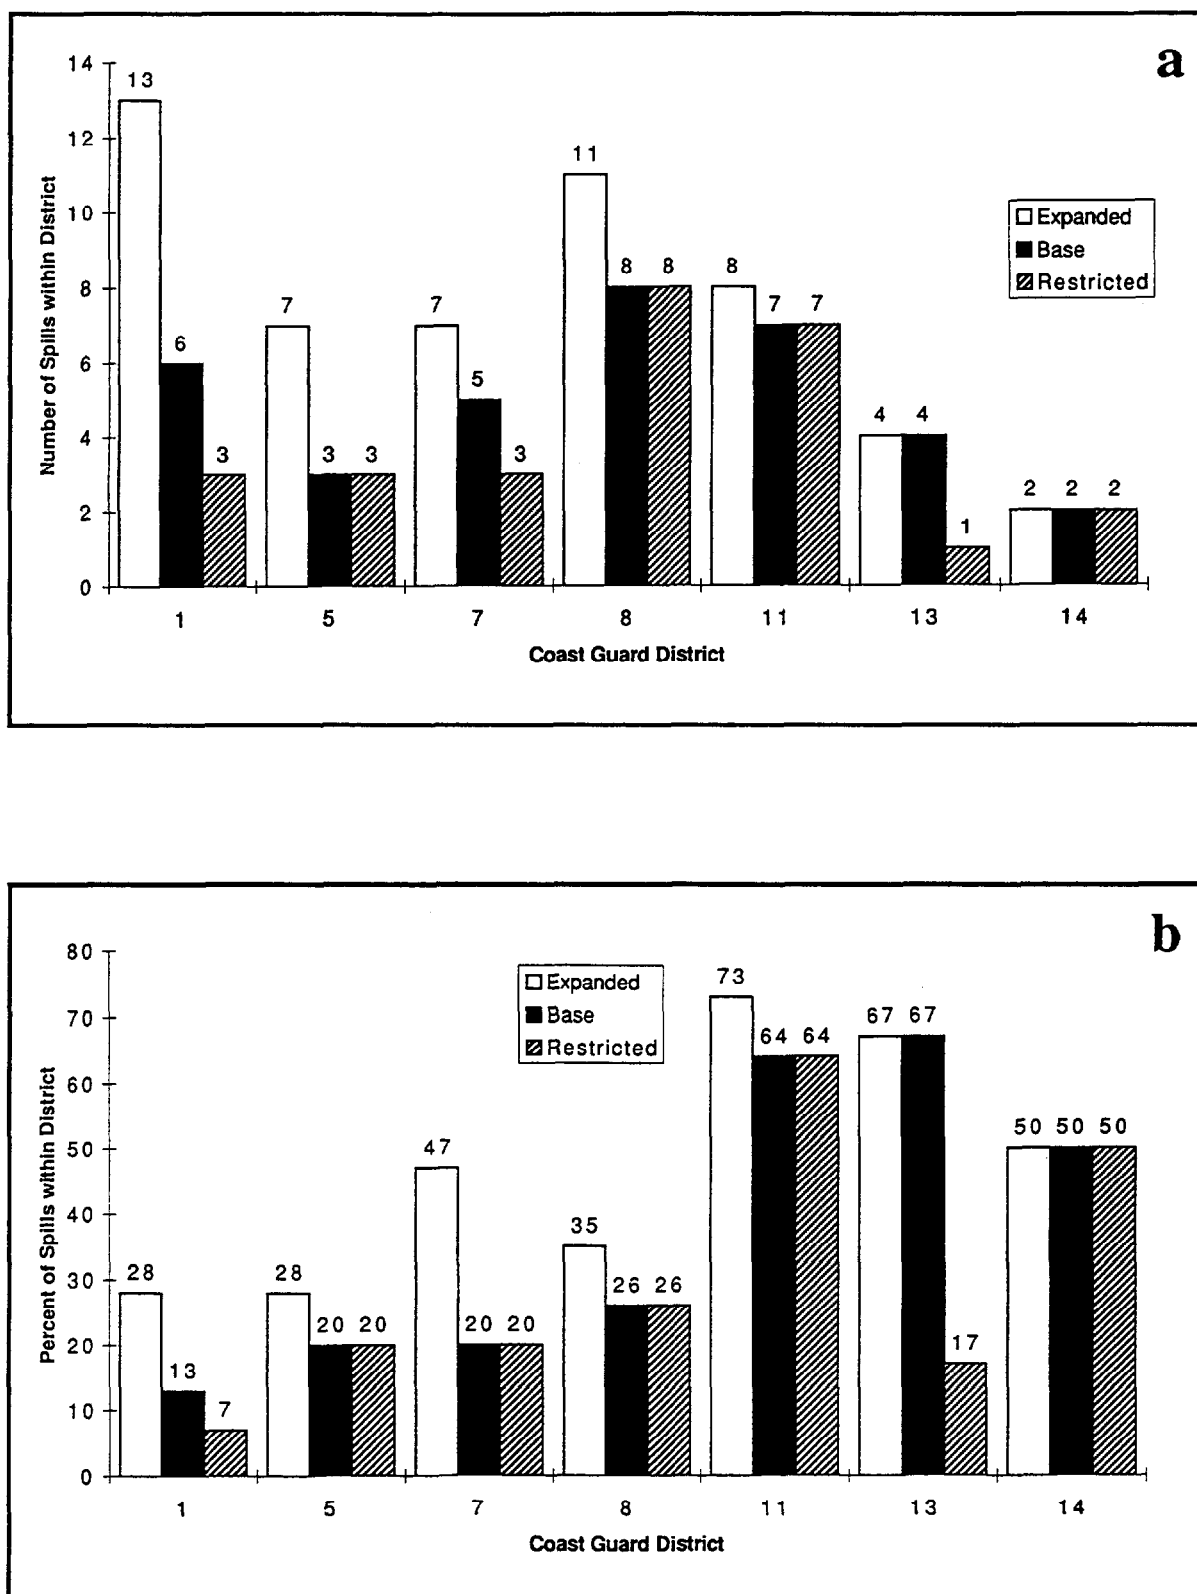 a
14
12
10
8
6
4
2
0
Number of Spills within District
13 6 3
7 3 3
7 5 3
11 8 8
8 7 7
4 4 1
2 2 2
Expanded
Base
Restricted
1 5 7 8 11 13 14
Coast Guard District
b
80
70
60
50
40
30
20
10
0
Percent of Spills within District
Expanded
Base
Restricted
28 13 7
28 20 20
47 20 20
35 26 26
73 64 64
67 67 17
50 50 50
1 5 7 8 11 13 14
Coast Guard District